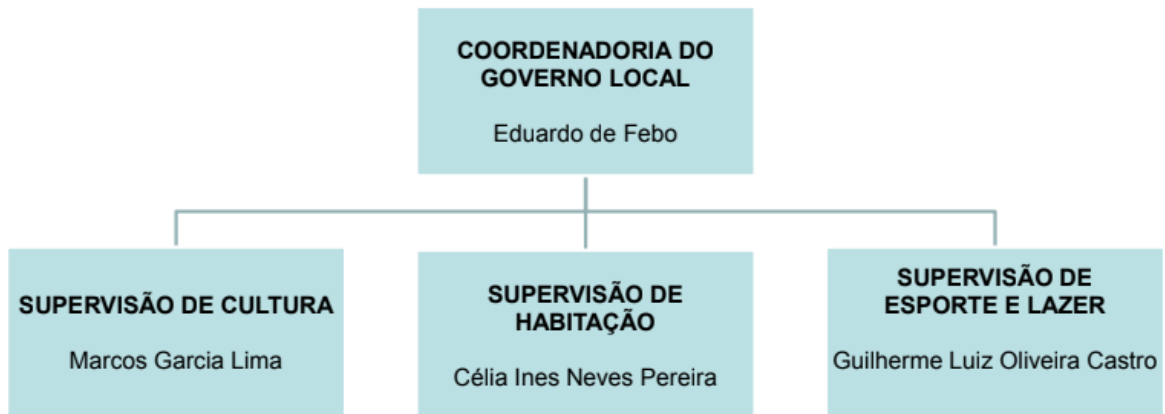 COORDENADORIA DO
GOVERNO LOCAL
Eduardo de Febo
SUPERVISÃO DE CULTURA
Marcos Garcia Lima
SUPERVISÃO DE
HABITAÇÃO
Célia Ines Neves Pereira
SUPERVISÃO DE
ESPORTE E LAZER
Guilherme Luiz Oliveira Castro